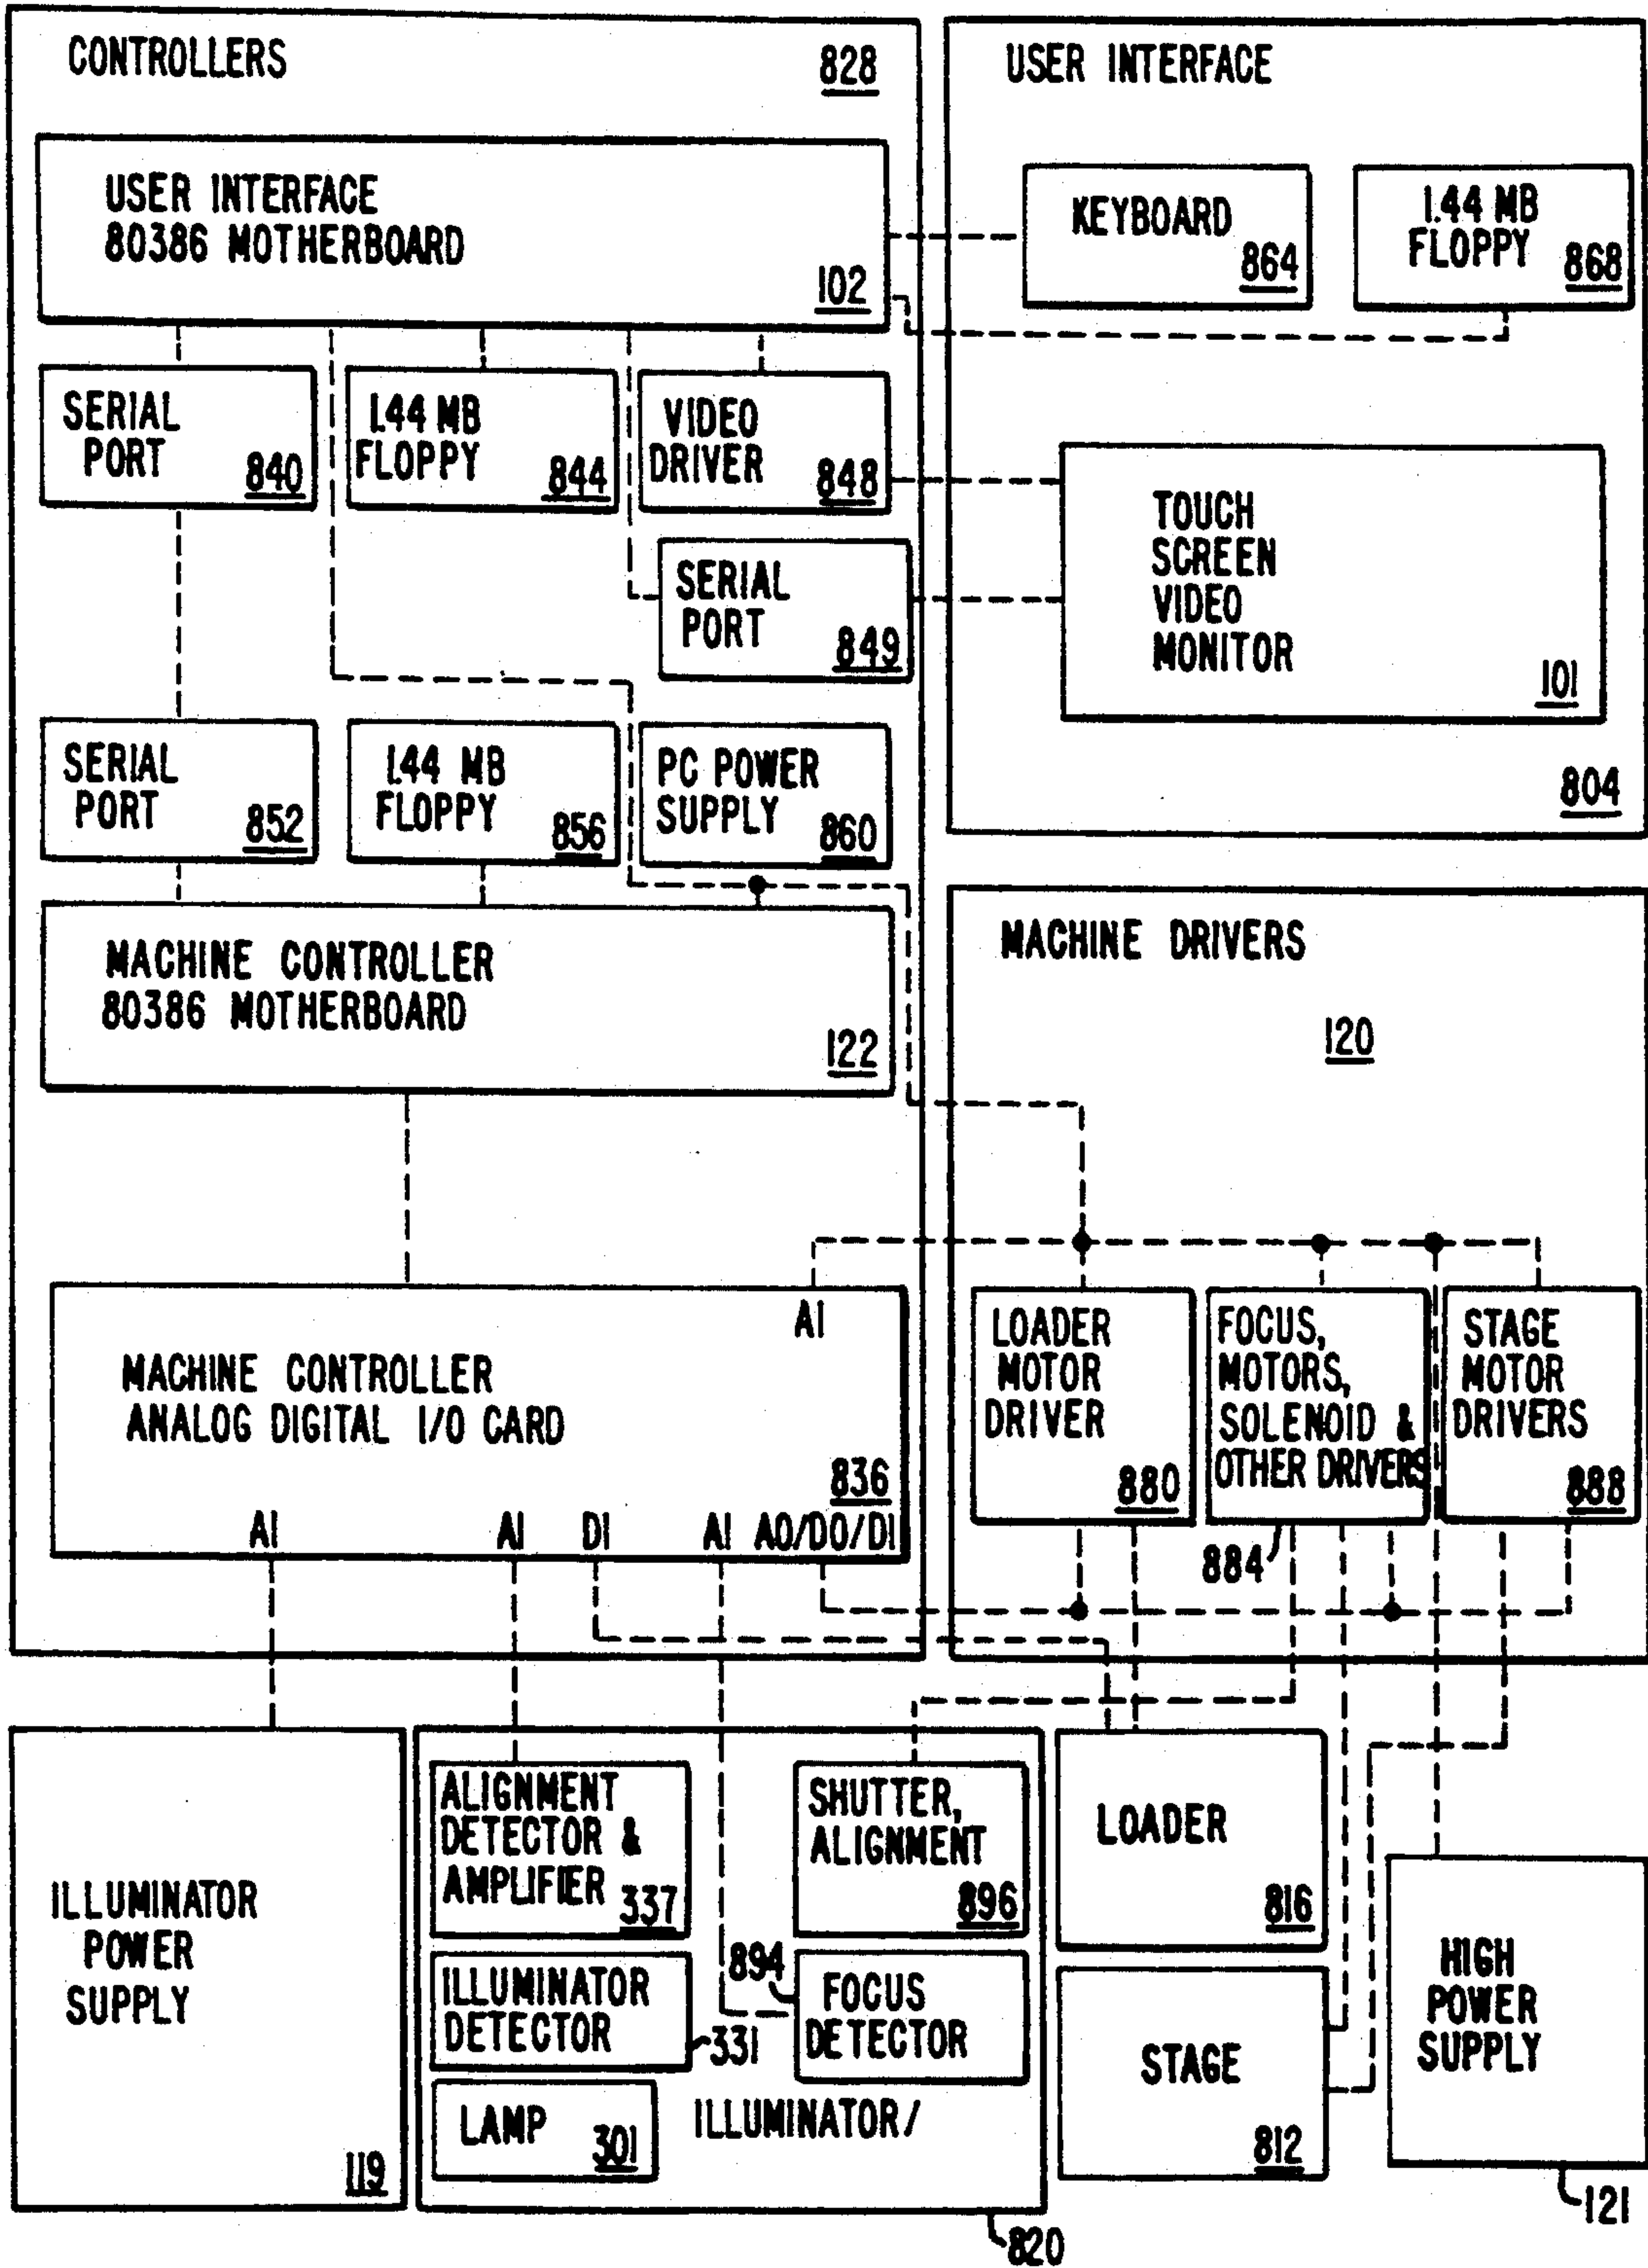 CONTROLLERS
828
USER INTERFACE
80386 MOTHERBOARD
102
SERIAL
PORT
840
1.44 MB
FLOPPY
844
VIDEO
DRIVER
848
SERIAL
PORT
849
SERIAL
PORT
852
1.44 MB
FLOPPY
856
PC POWER
SUPPLY
860
MACHINE CONTROLLER
80386 MOTHERBOARD
122
AI
MACHINE CONTROLLER
ANALOG DIGITAL I/O CARD
836
AI AI DI AI AO/DO/DI
USER INTERFACE
KEYBOARD
864
1.44 MB
FLOPPY
868
TOUCH
SCREEN
VIDEO
MONITOR
101
804
MACHINE DRIVERS
120
LOADER
MOTOR
DRIVER
880
FOCUS,
MOTORS,
SOLENOID &
OTHER DRIVERS
884
STAGE
MOTOR
DRIVERS
888
ILLUMINATOR
POWER
SUPPLY
119
ALIGNMENT
DETECTOR &
AMPLIFIER
337
SHUTTER,
ALIGNMENT
896
ILLUMINATOR
DETECTOR
331
894
FOCUS
DETECTOR
LAMP
301
ILLUMINATOR/
820
LOADER
816
STAGE
812
HIGH
POWER
SUPPLY
121